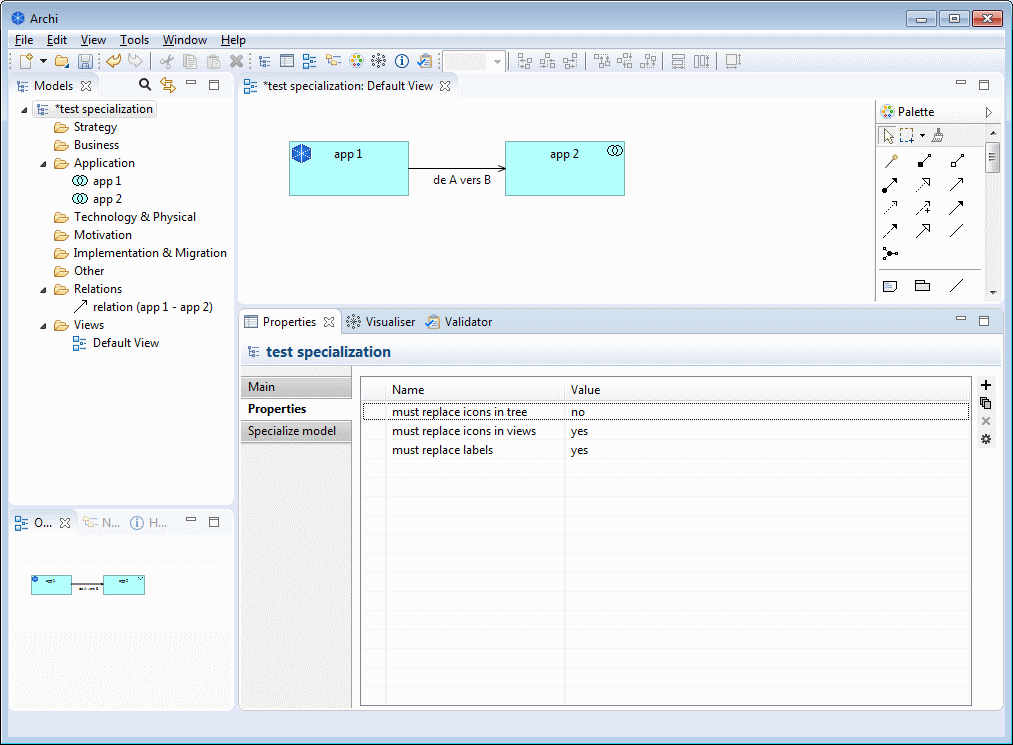 Archi
File Edit View Tools Window Help
Models
*test specialization
Strategy
Business
Application
app 1
app 2
Technology & Physical
Motivation
Implementation & Migration
Other
Relations
relation (app 1 - app 2)
Views
Default View
*test specialization: Default View
app 1
de A vers B
app 2
Palette
Properties Visualiser Validator
test specialization
Main
Properties
Specialize model
Name Value
must replace icons in tree no
must replace icons in views yes
must replace labels yes
O... N... H...